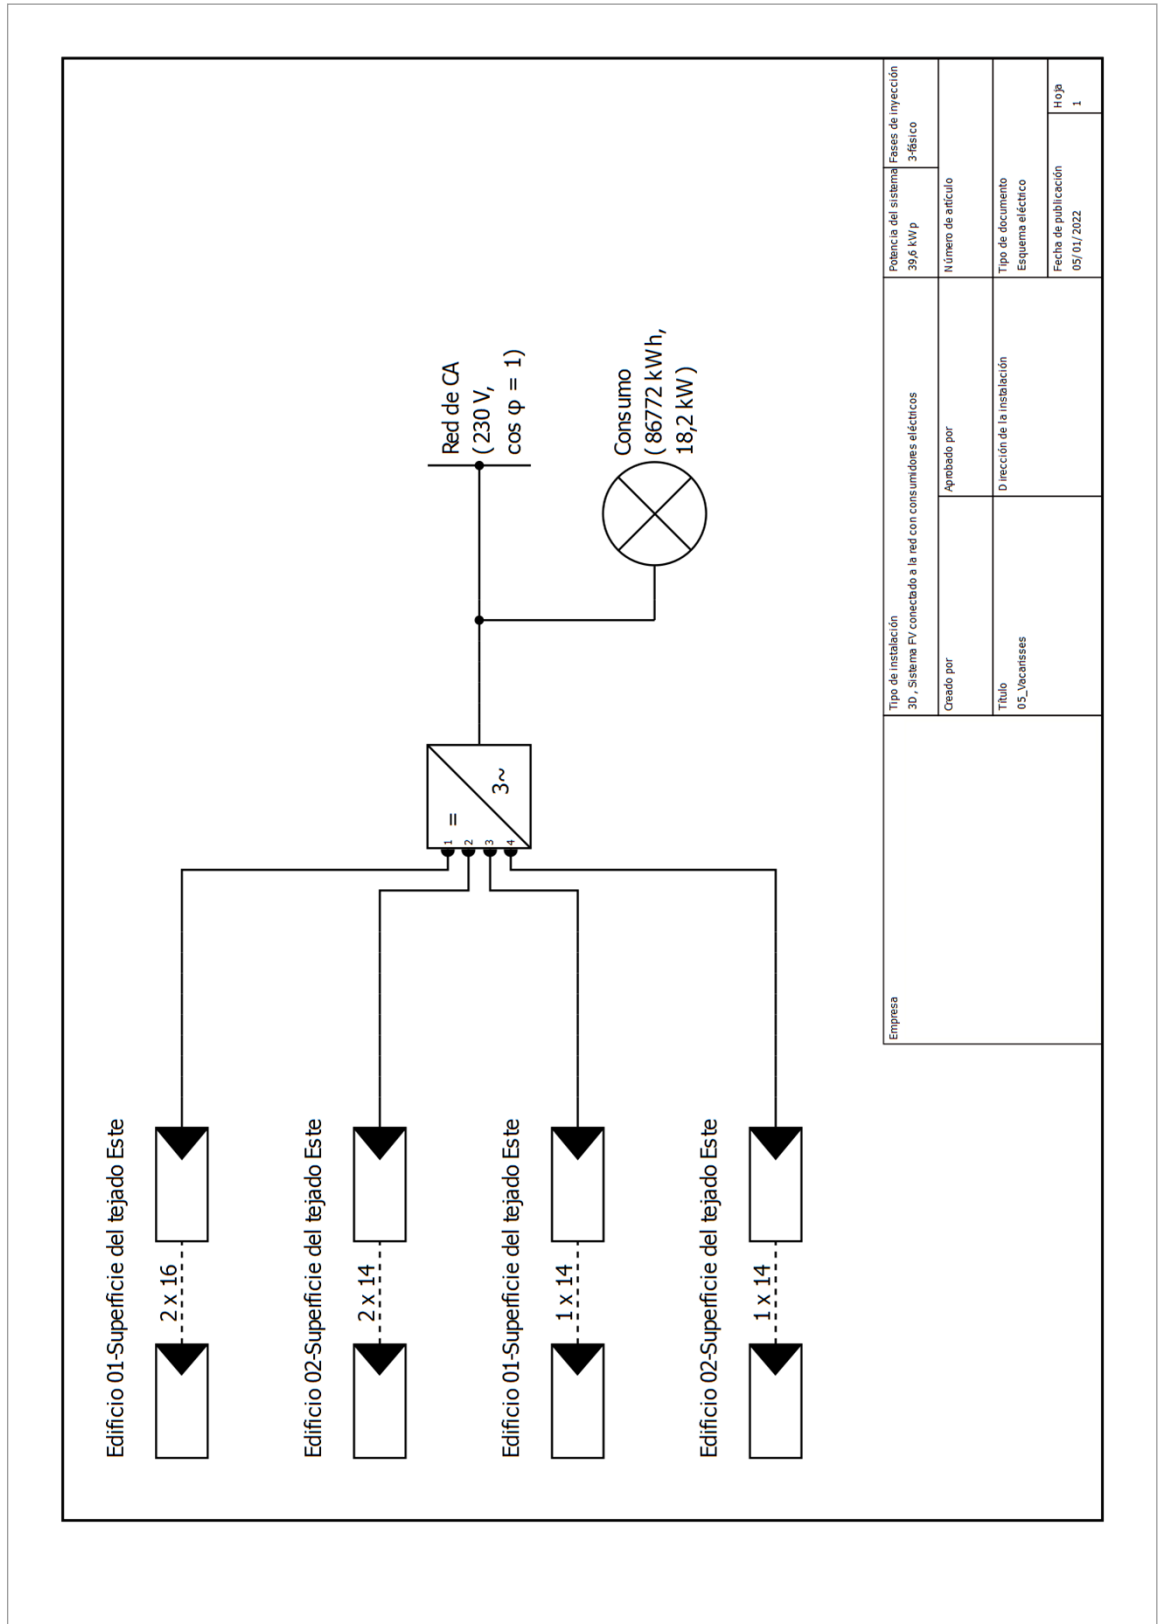 Edificio 01-Superficie del tejado Este
2 x 16
Edificio 02-Superficie del tejado Este
2 x 14
Edificio 01-Superficie del tejado Este
1 x 14
Edificio 02-Superficie del tejado Este
1 x 14
1
2
3
4
=
3~
Red de CA
(230 V,
cos φ = 1)
Consumo
(86772 kWh,
18,2 kW)
Empresa
Tipo de instalación
3D, Sistema FV conectado a la red con consumidores eléctricos
Potencia del sistema
39,6 kWp
Fases de inyección
3-fásico
Creado por
Aprobado por
Número de artículo
Título
05_Vacarisses
Dirección de la instalación
Tipo de documento
Esquema eléctrico
Fecha de publicación
05/01/2022
Hoja
1